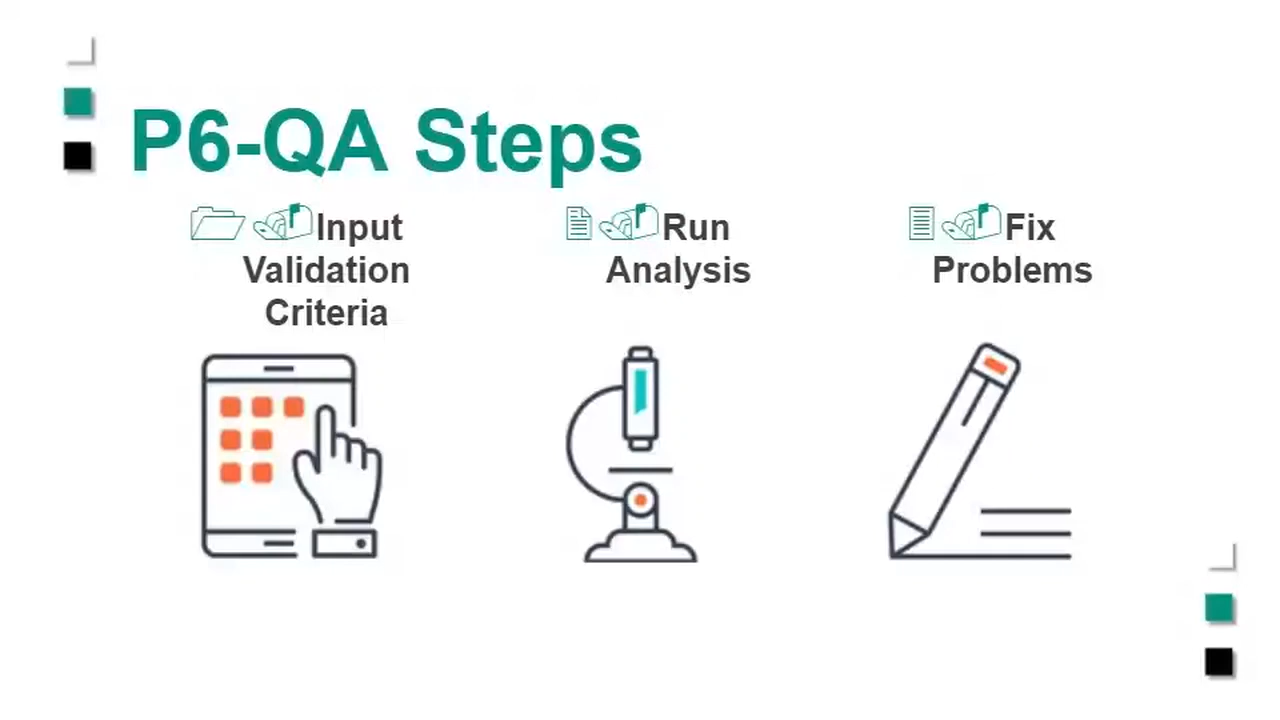 P6-QA Steps
Input
Validation
Criteria
Run
Analysis
Fix
Problems